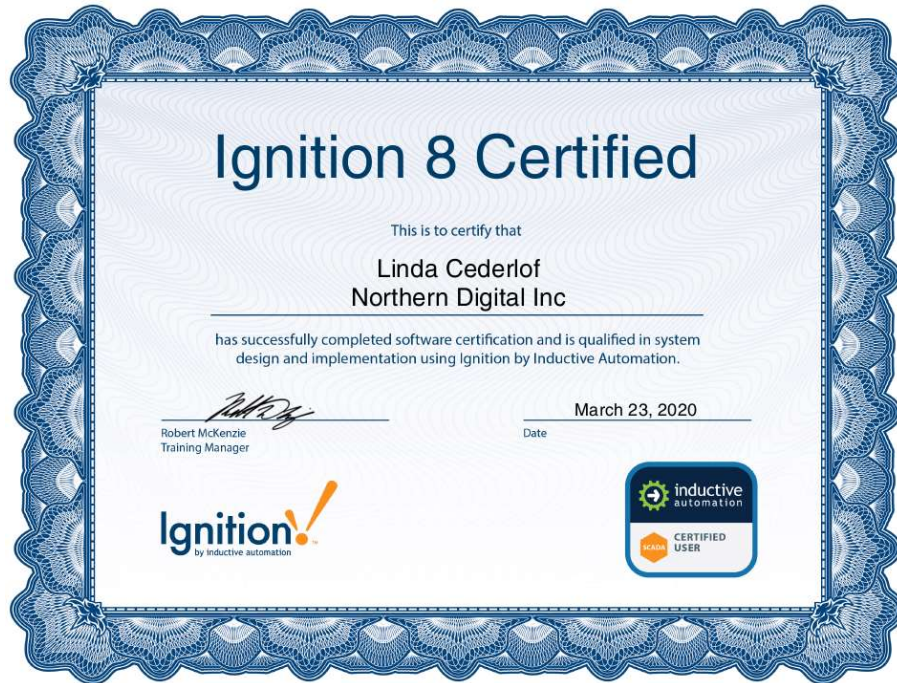 Ignition 8 Certified
This is to certify that
Linda Cederlof
Northern Digital Inc
has successfully completed software certification and is qualified in system
design and implementation using Ignition by Inductive Automation.
March 23, 2020
Robert McKenzie
Training Manager
Date
Ignition!
by inductive automation
inductive
automation
SCADA
CERTIFIED
USER